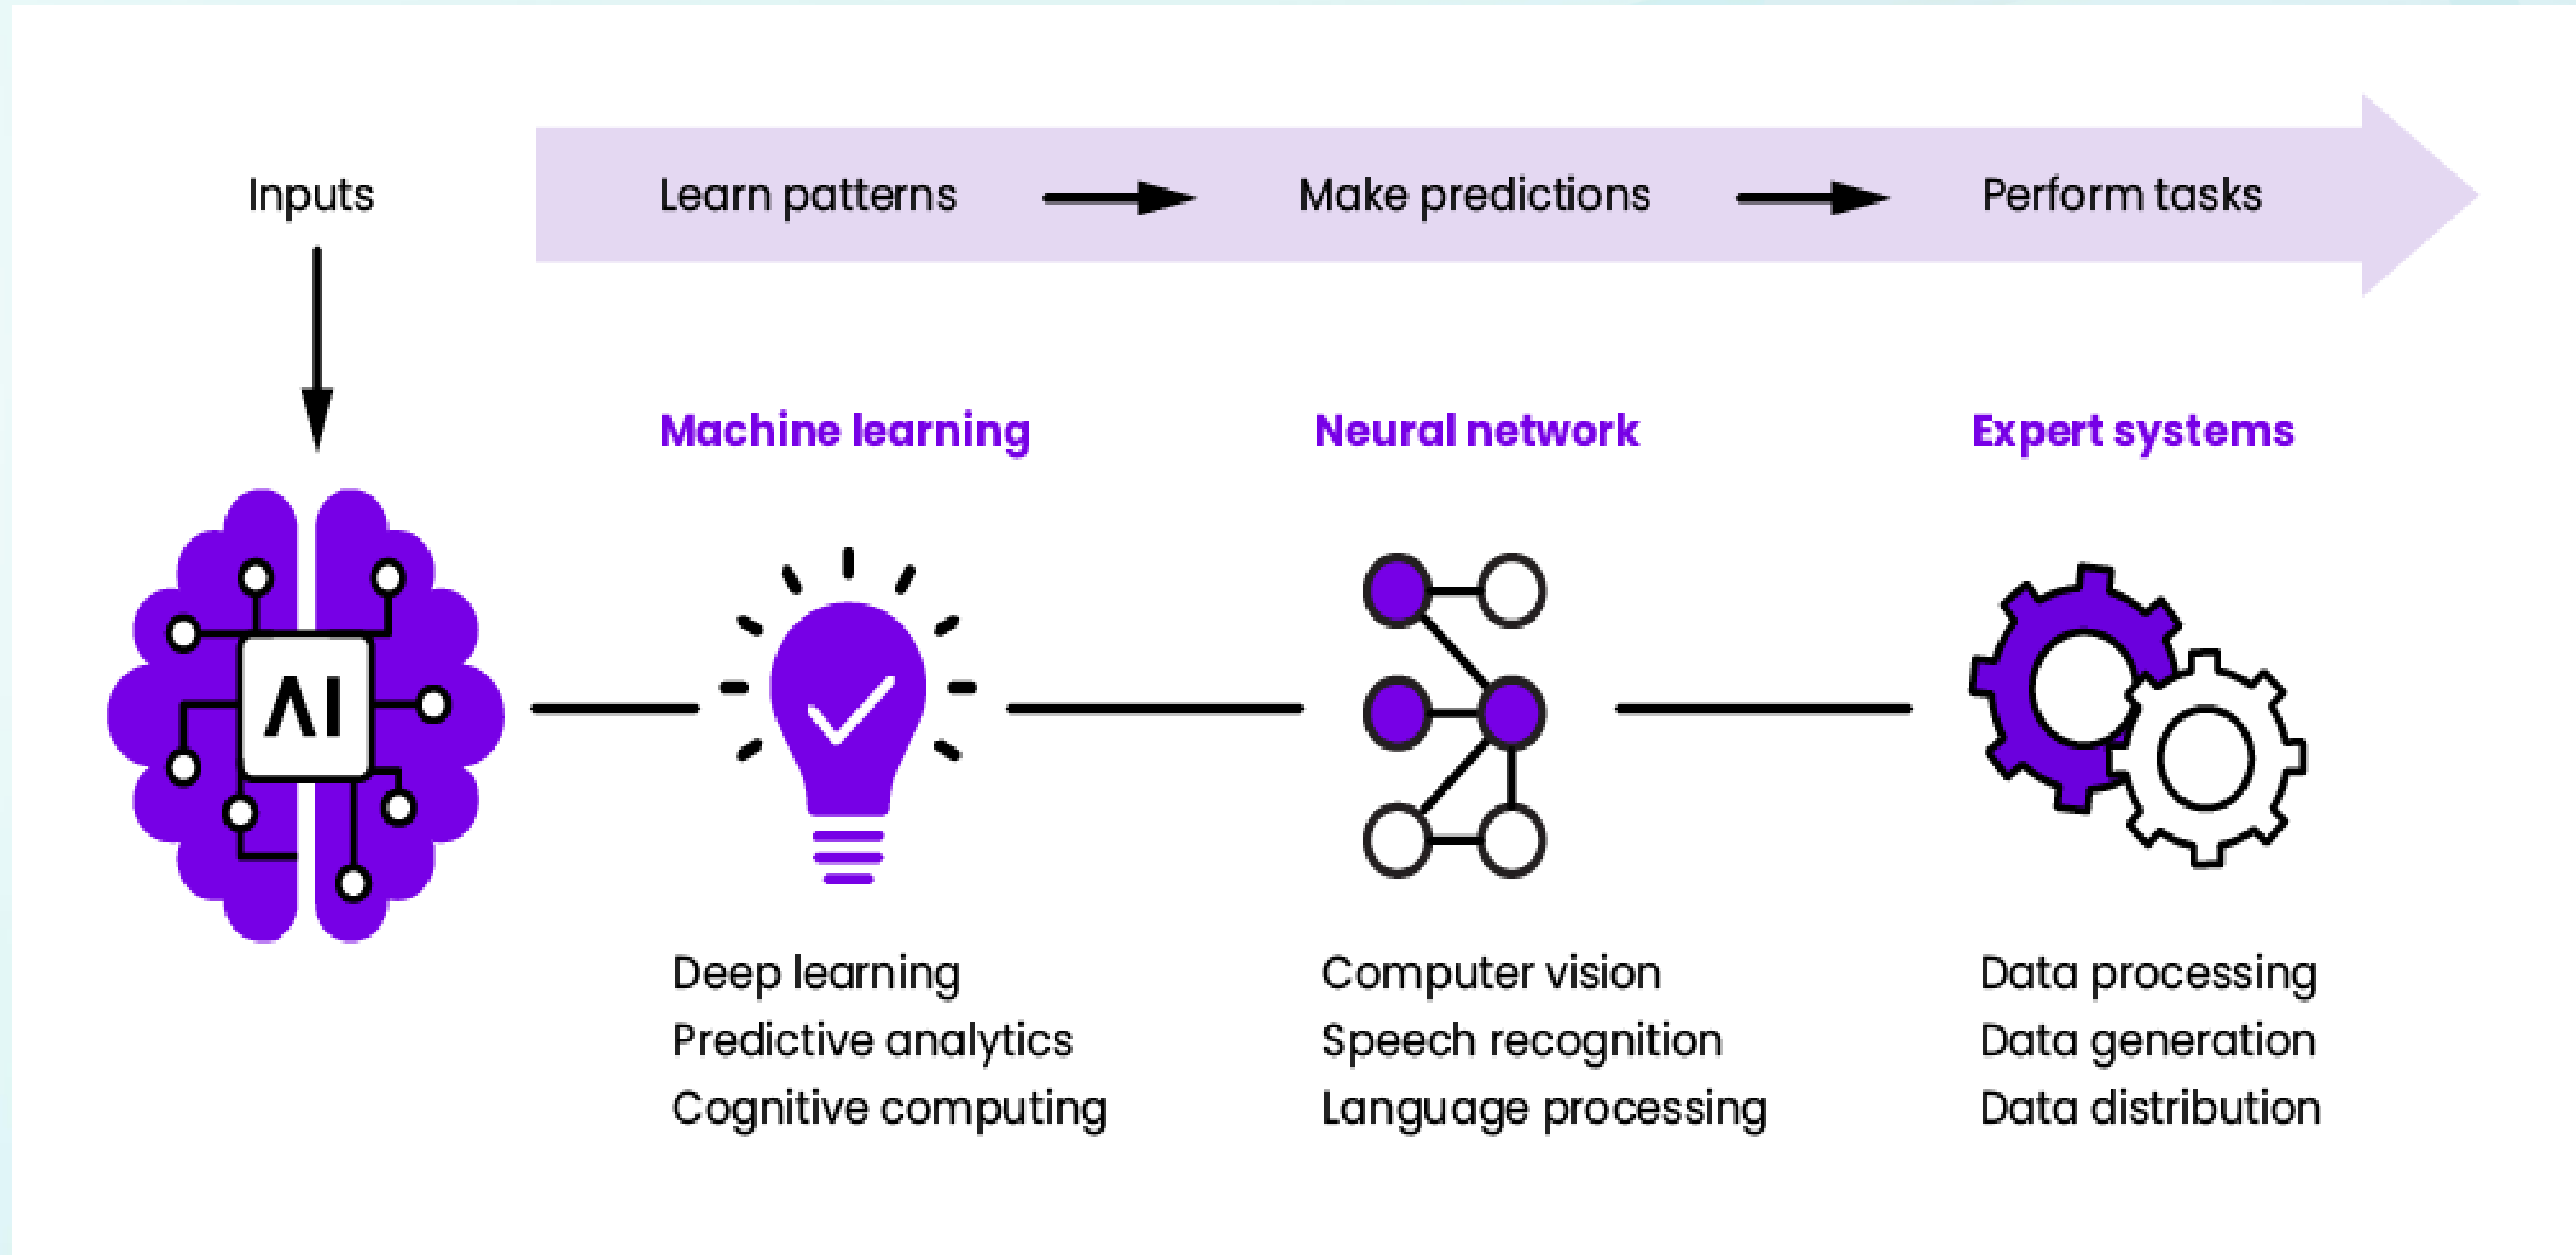 Inputs
Learn patterns
Make predictions
Perform tasks
Machine learning
Neural network
Expert systems
AI
Deep learning
Predictive analytics
Cognitive computing
Computer vision
Speech recognition
Language processing
Data processing
Data generation
Data distribution